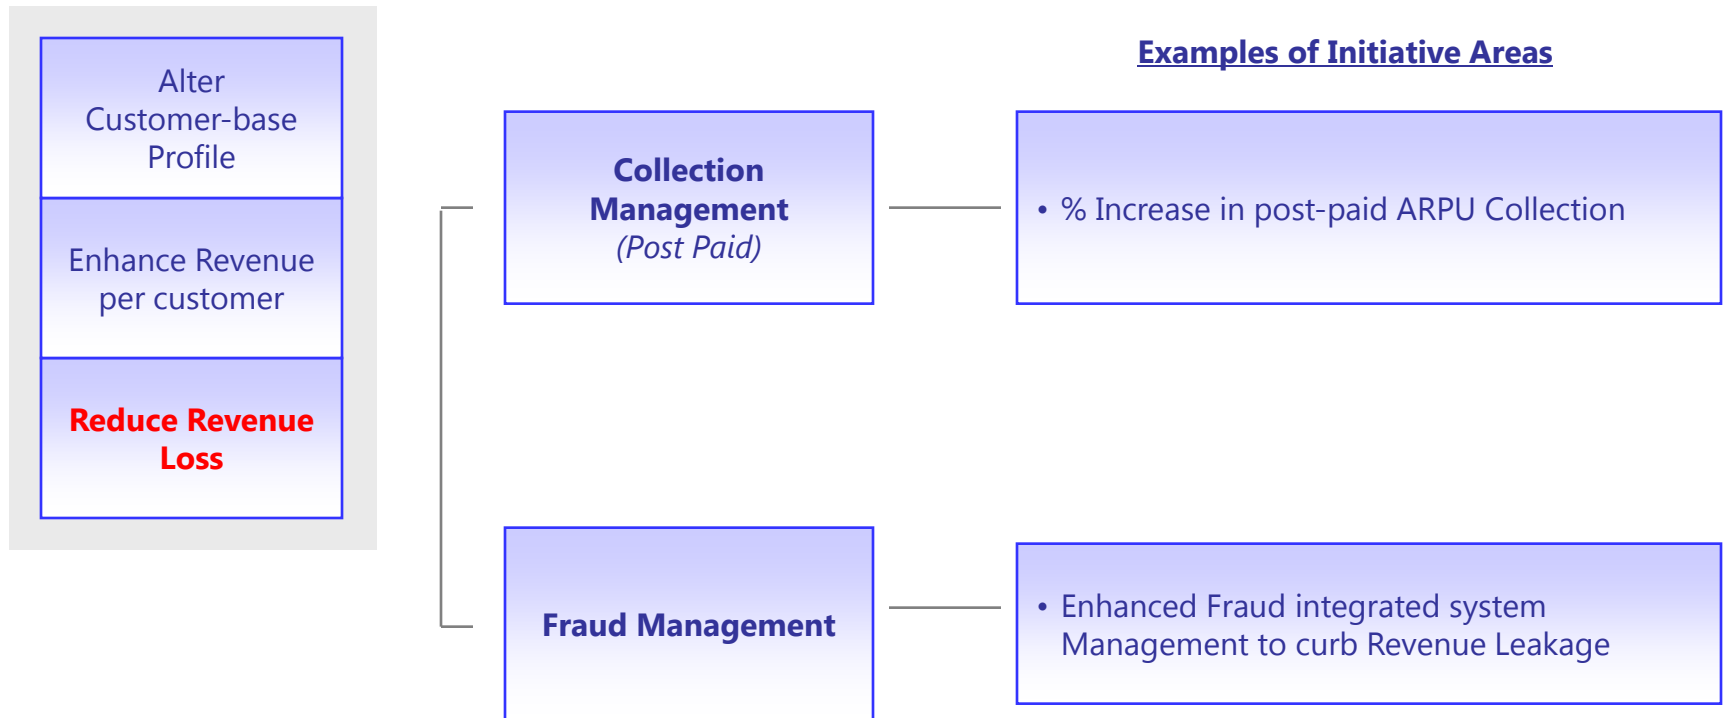 Alter
Customer-base
Profile
Enhance Revenue
per customer
Reduce Revenue
Loss
Examples of Initiative Areas
Collection
Management
(Post Paid)
• % Increase in post-paid ARPU Collection
Fraud Management
• Enhanced Fraud integrated system
Management to curb Revenue Leakage